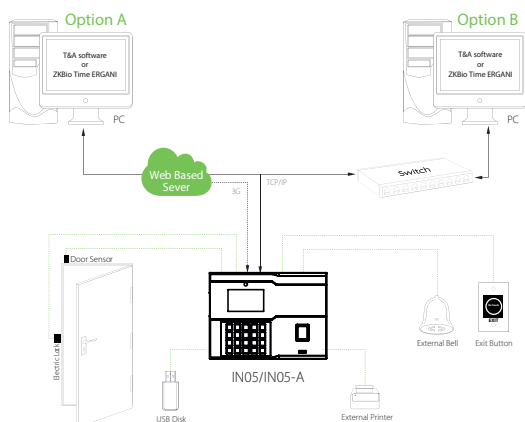 Option A
Option B
T&A software
or
ZKBio Time ERGANI
T&A software
or
ZKBio Time ERGANI
PC
PC
Web Based
Sever
3G
TCP/IP
Switch
Door Sensor
Electric Lock
IN05/IN05-A
External Bell
Exit Button
USB Disk
External Printer